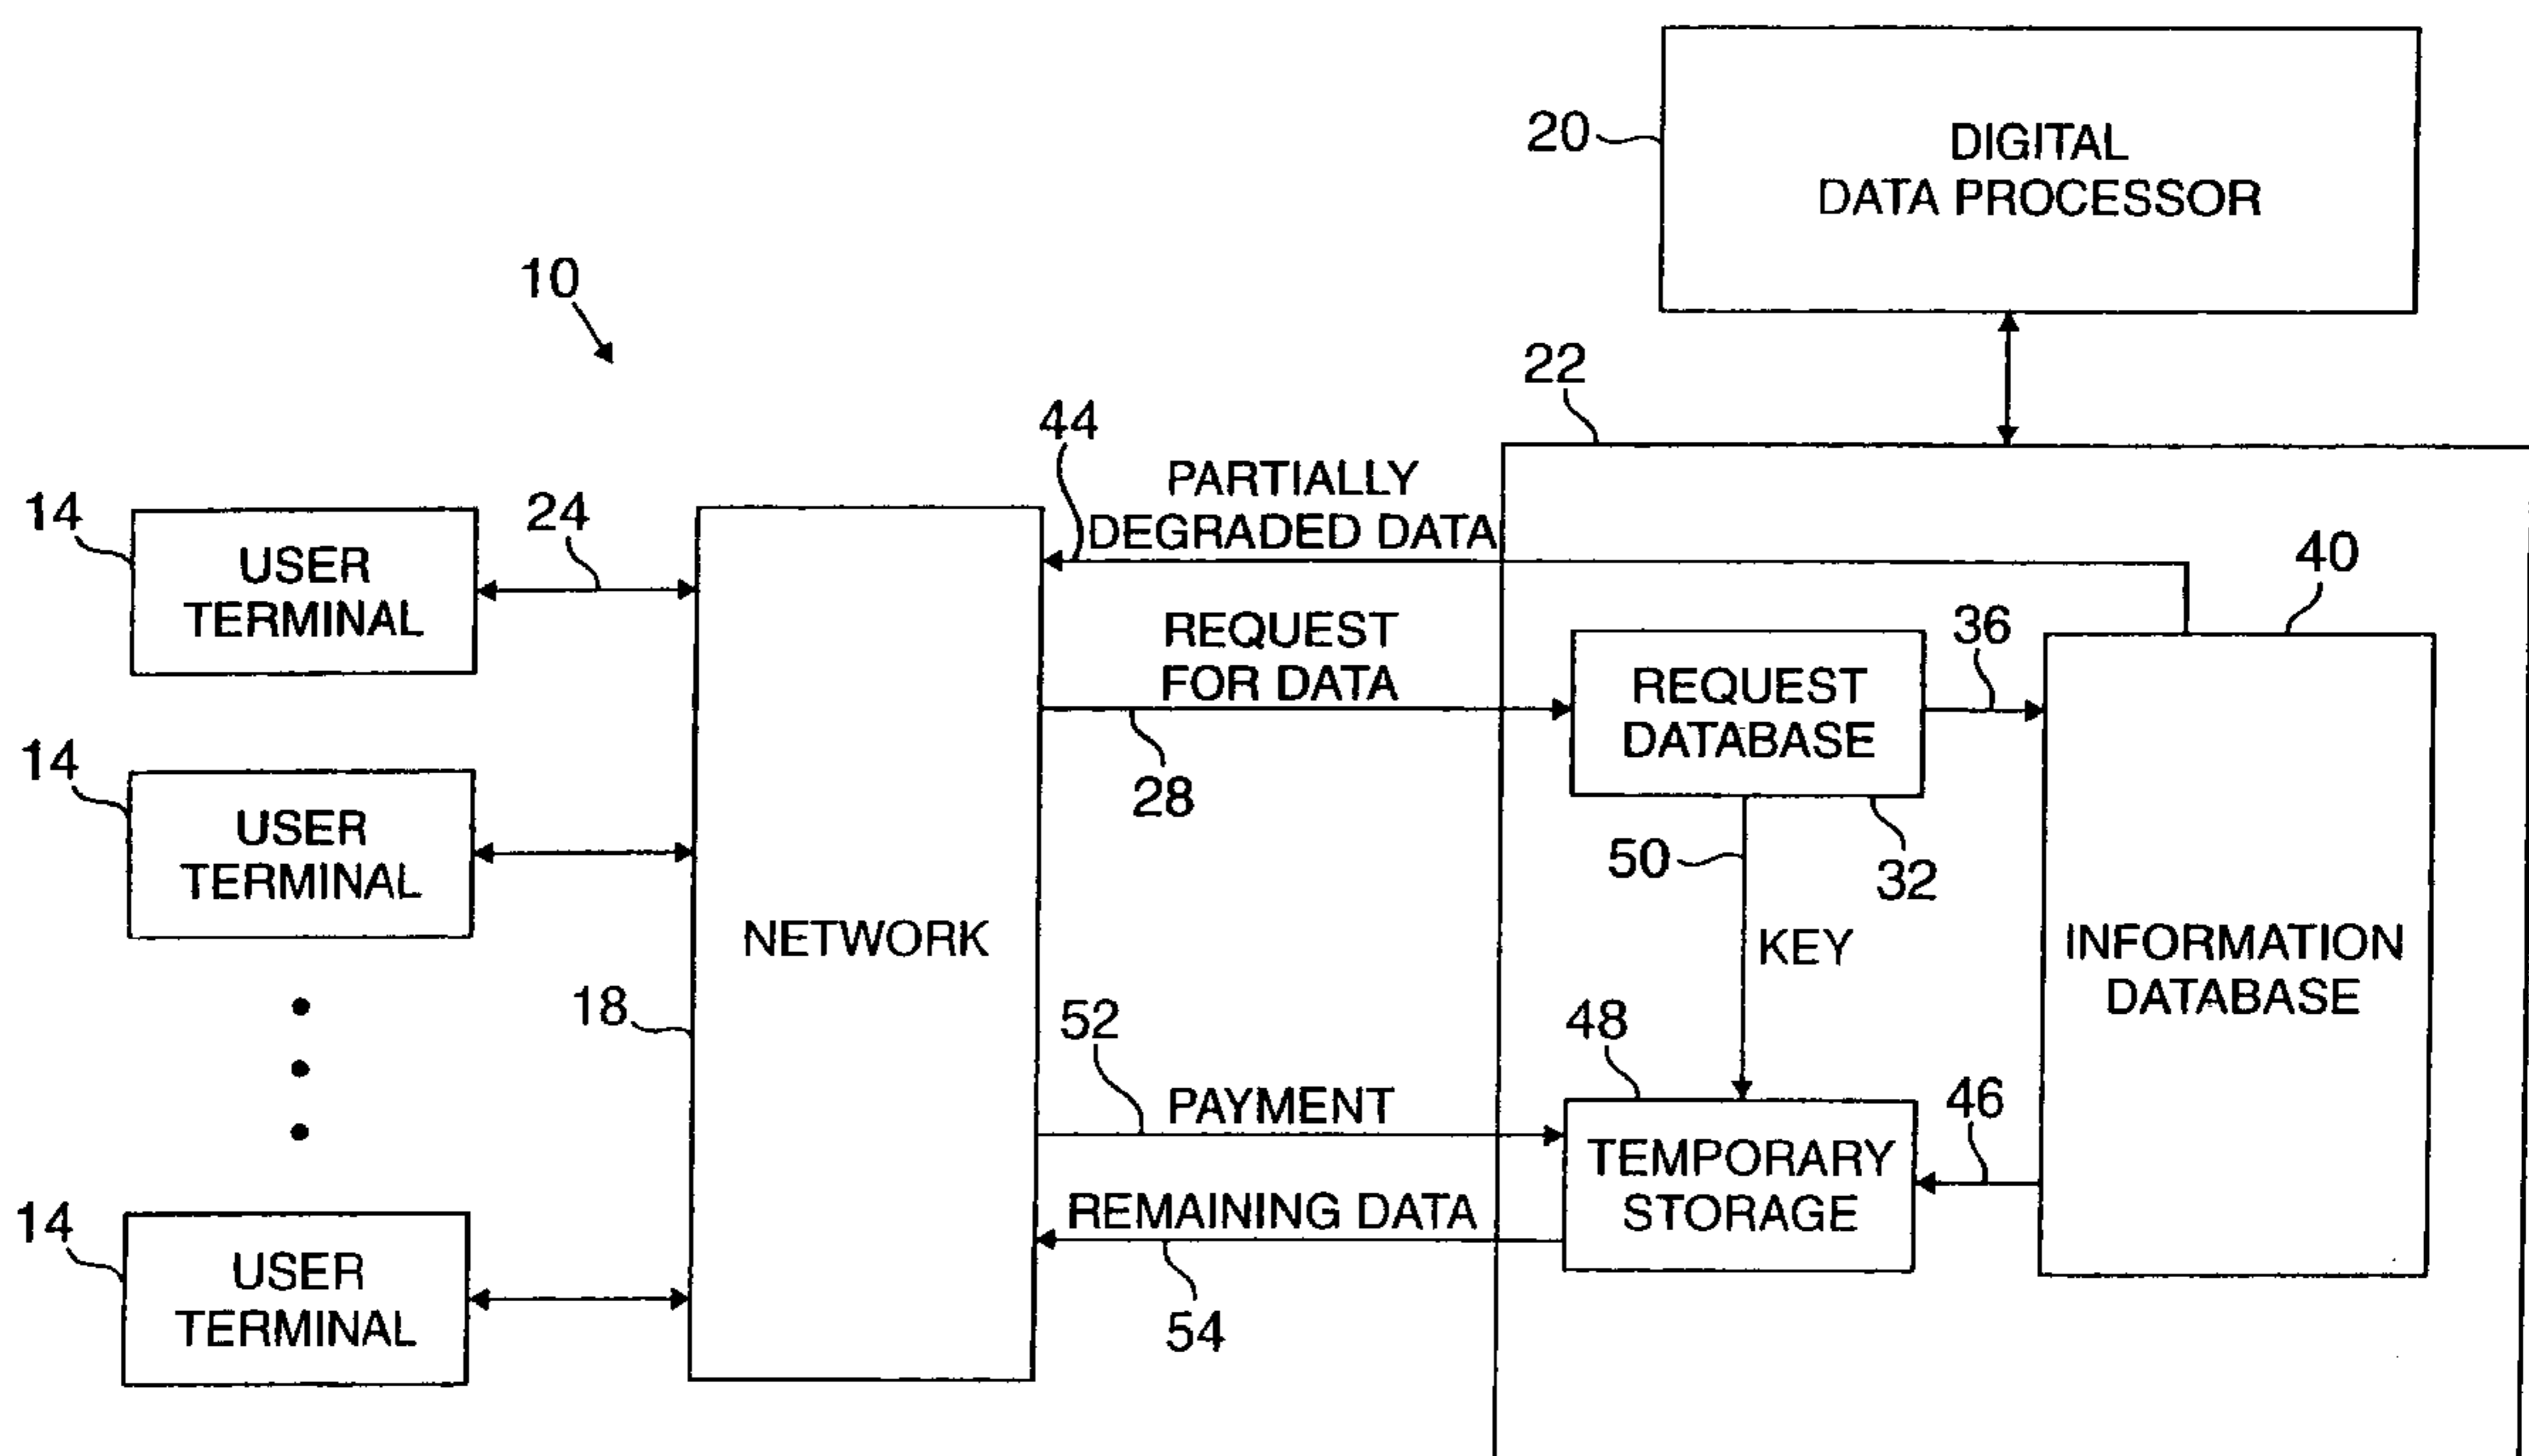 20
DIGITAL
DATA PROCESSOR
10
22
44
PARTIALLY
DEGRADED DATA
14
USER
TERMINAL
24
40
REQUEST
FOR DATA
28
REQUEST
DATABASE
36
32
14
USER
TERMINAL
50
KEY
NETWORK
18
INFORMATION
DATABASE
52
PAYMENT
48
TEMPORARY
STORAGE
46
REMAINING DATA
54
14
USER
TERMINAL